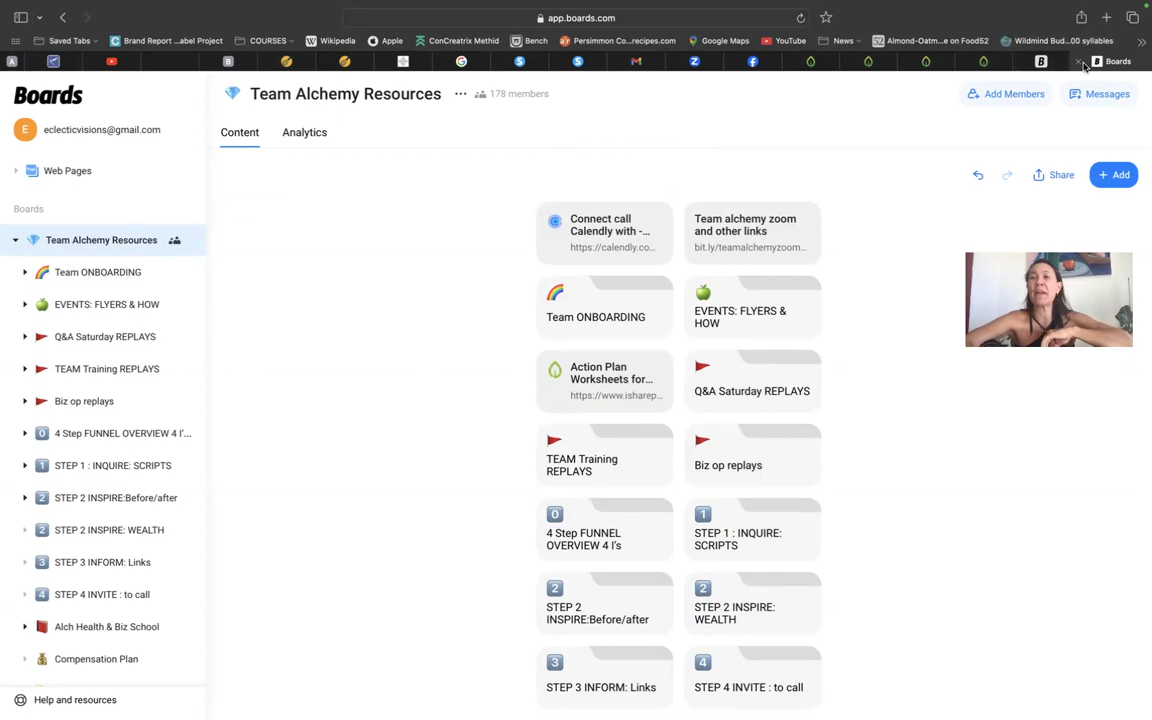 app.boards.com
Saved Tabs
Brand Report ...abel Project
COURSES
Wikipedia
Apple
ConCreatrix Methid
Bench
Persimmon Co...recipes.com
Google Maps
YouTube
News
Almond-Oatm...e on Food52
Wildmind Bud...00 syllables
Boards
Boards
eclecticvisions@gmail.com
Web Pages
Boards
Team Alchemy Resources
Team ONBOARDING
EVENTS: FLYERS & HOW
Q&A Saturday REPLAYS
TEAM Training REPLAYS
Biz op replays
4 Step FUNNEL OVERVIEW 4 I'...
STEP 1 : INQUIRE: SCRIPTS
STEP 2 INSPIRE:Before/after
STEP 2 INSPIRE: WEALTH
STEP 3 INFORM: Links
STEP 4 INVITE : to call
Alch Health & Biz School
Compensation Plan
Help and resources
Team Alchemy Resources
178 members
Add Members
Messages
Content
Analytics
Share
+ Add
Connect call
Calendly with -...
https://calendly.co...
Team alchemy zoom
and other links
bit.ly/teamalchemyzoom...
Team ONBOARDING
EVENTS: FLYERS &
HOW
Action Plan
Worksheets for...
https://www.isharep...
Q&A Saturday REPLAYS
TEAM Training
REPLAYS
Biz op replays
0
4 Step FUNNEL
OVERVIEW 4 I's
1
STEP 1 : INQUIRE:
SCRIPTS
2
STEP 2
INSPIRE:Before/after
2
STEP 2 INSPIRE:
WEALTH
3
STEP 3 INFORM: Links
4
STEP 4 INVITE : to call